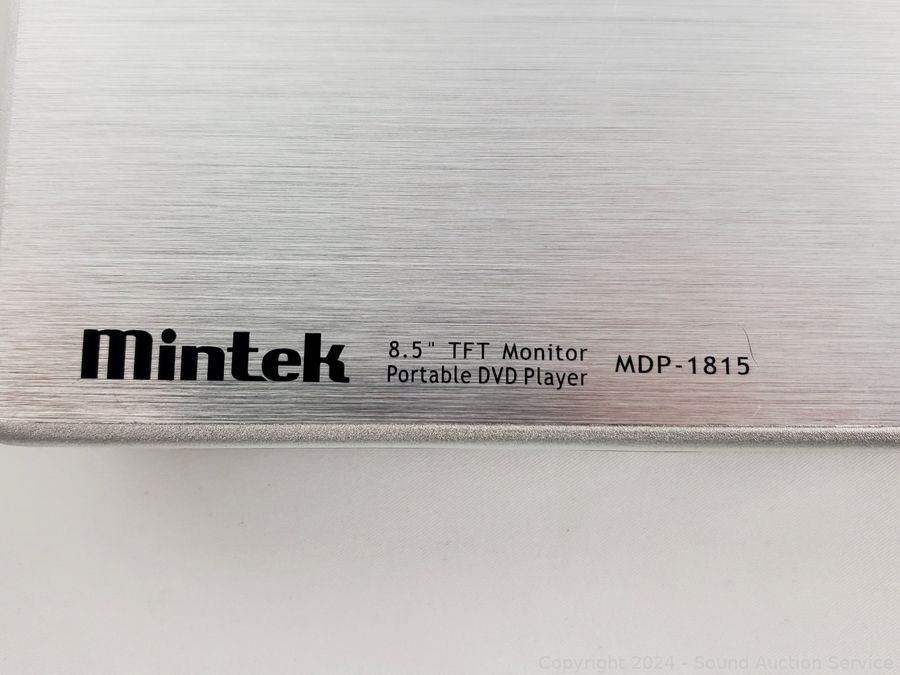 mintek
8.5" TFT Monitor
Portable DVD Player
MDP-1815
Copyright 2024 - Sound Auction Service